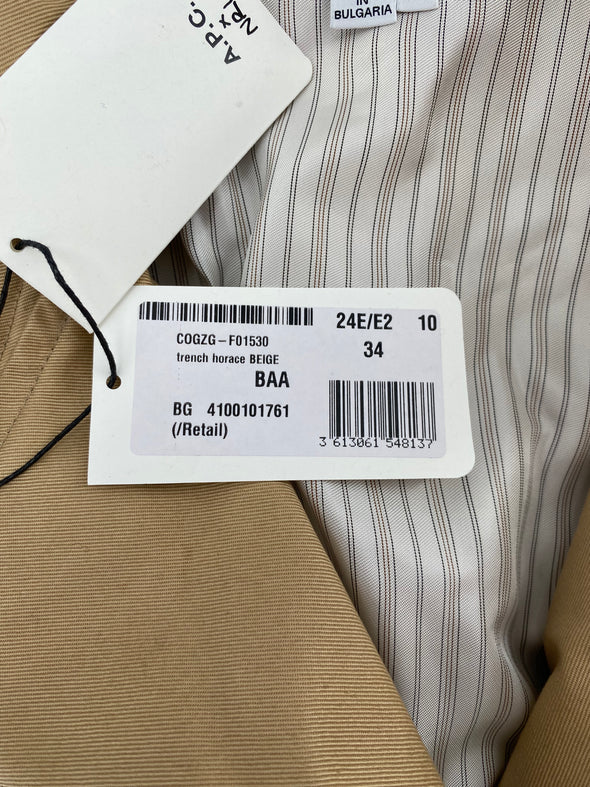 A.P.C.
X
IN
BULGARIA
24E/E2 10
COGZG-F01530
34
trench horace BEIGE
BAA
BG 4100101761
(/Retail)
3 613061 548137